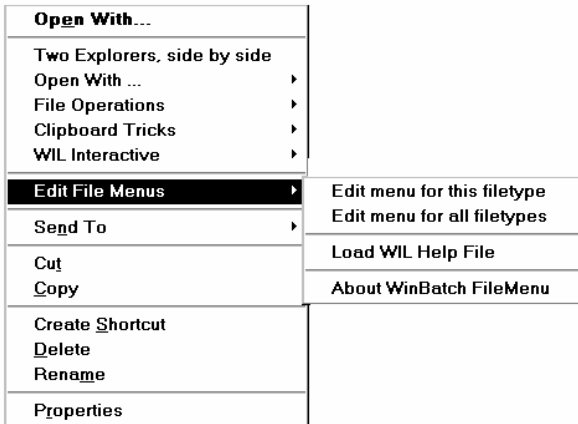 Open With...
Two Explorers, side by side
Open With ...
File Operations
Clipboard Tricks
WIL Interactive
Edit File Menus
Send To
Cut
Copy
Create Shortcut
Delete
Rename
Properties
Edit menu for this filetype
Edit menu for all filetypes
Load WIL Help File
About WinBatch FileMenu